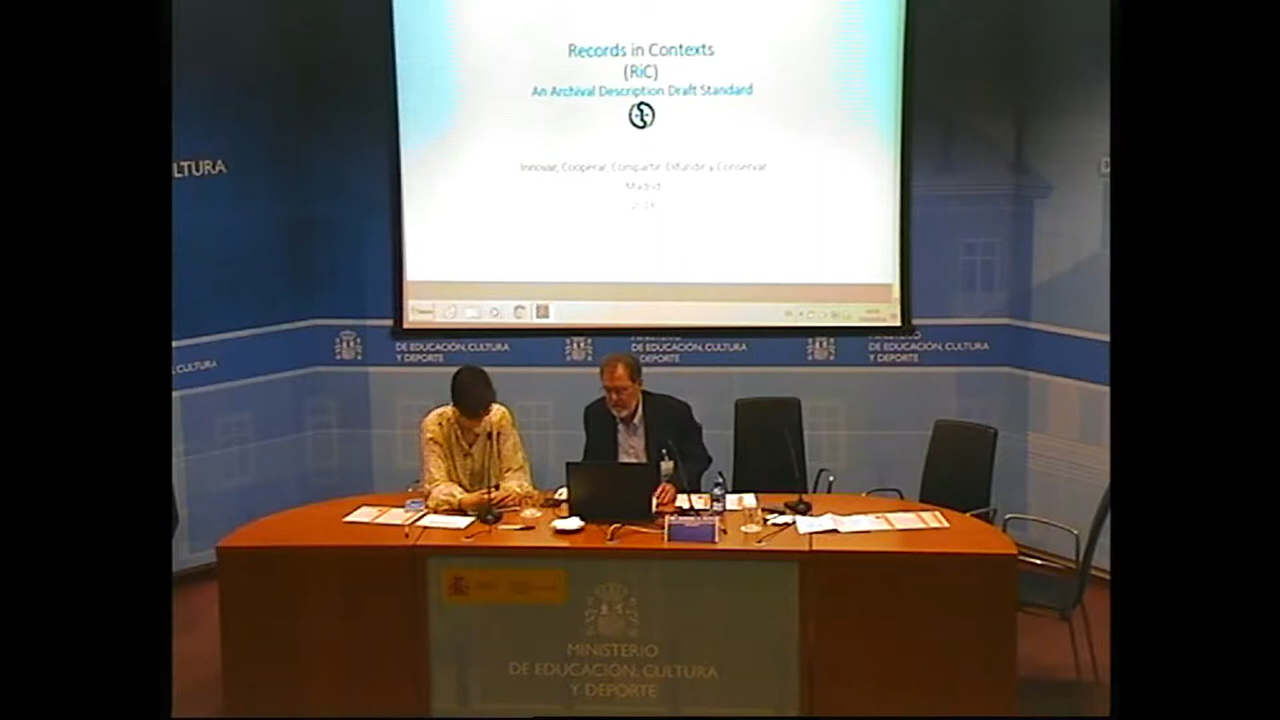 Records in Contexts
(RiC)
An Archival Description Draft Standard
Innovar, Cooperar, Compartir Difundir y Conservar
Madrid
LTURA
CULTURA
DE EDUCACIÓN, CULTURA
Y DEPORTE
DE EDUCACIÓN, CULTURA
DEPORTE
DE EDUCACIÓN, CULTURA
Y DEPORTE
MINISTERIO
DE EDUCACIÓN, CULTURA
Y DEPORTE